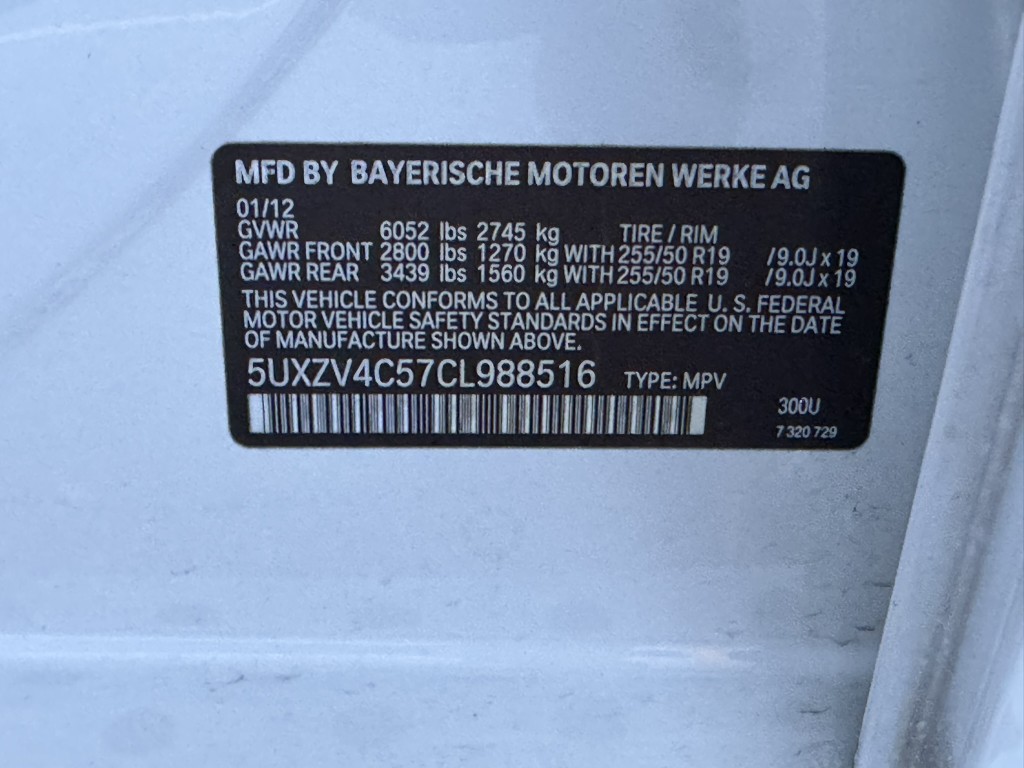 MFD BY BAYERISCHE MOTOREN WERKE AG
01/12
GVWR 6052 lbs 2745 kg TIRE / RIM
GAWR FRONT 2800 lbs 1270 kg WITH 255/50 R19 /9.0J x 19
GAWR REAR 3439 lbs 1560 kg WITH 255/50 R19 /9.0J x 19
THIS VEHICLE CONFORMS TO ALL APPLICABLE U. S. FEDERAL
MOTOR VEHICLE SAFETY STANDARDS IN EFFECT ON THE DATE
OF MANUFACTURE SHOWN ABOVE.
5UXZV4C57CL988516 TYPE: MPV
300U
7 320 729